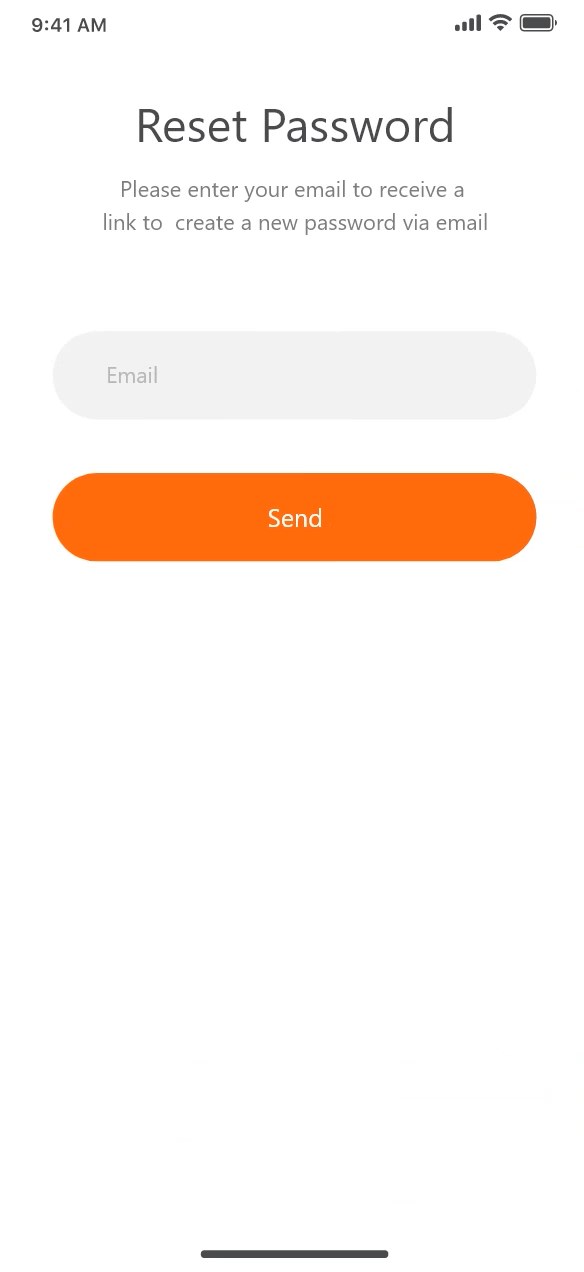 9:41 AM
Reset Password
Please enter your email to receive a
link to  create a new password via email
Email
Send